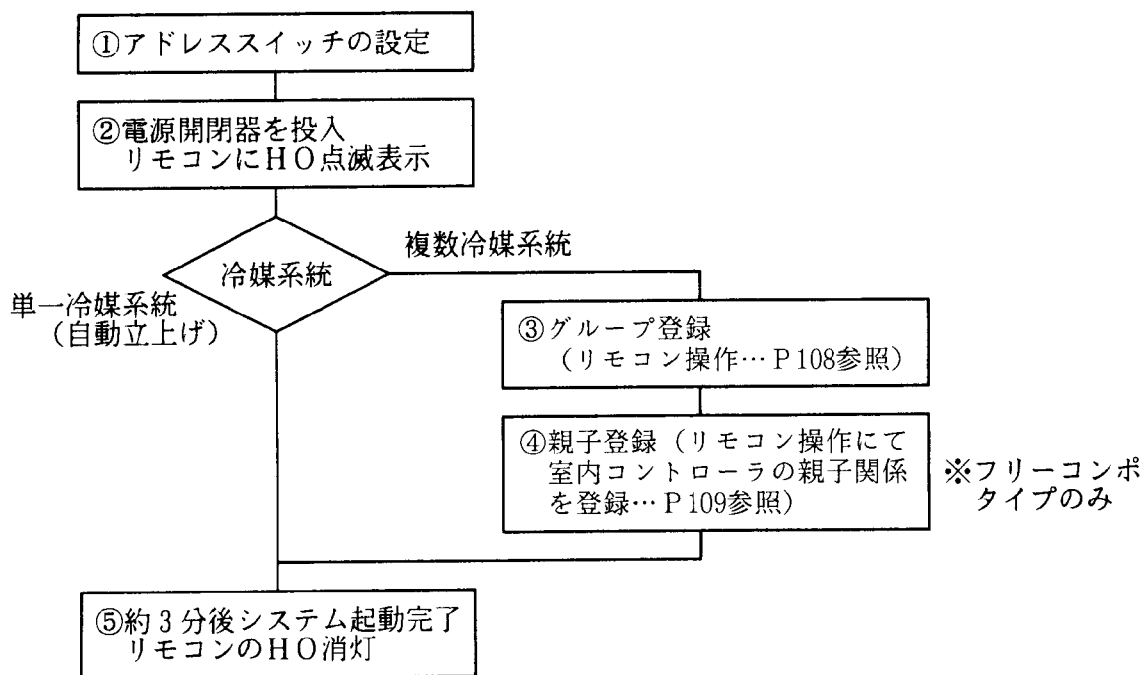 ①アドレススイッチの設定
②電源開閉器を投入
リモコンにHO点滅表示
複数冷媒系統
冷媒系統
単一冷媒系統
(自動立上げ)
③グループ登録
(リモコン操作…P108参照)
④親子登録(リモコン操作にて
室内コントローラの親子関係
を登録…P109参照)
※フリーコンポ
タイプのみ
⑤約3分後システム起動完了
リモコンのHO消灯